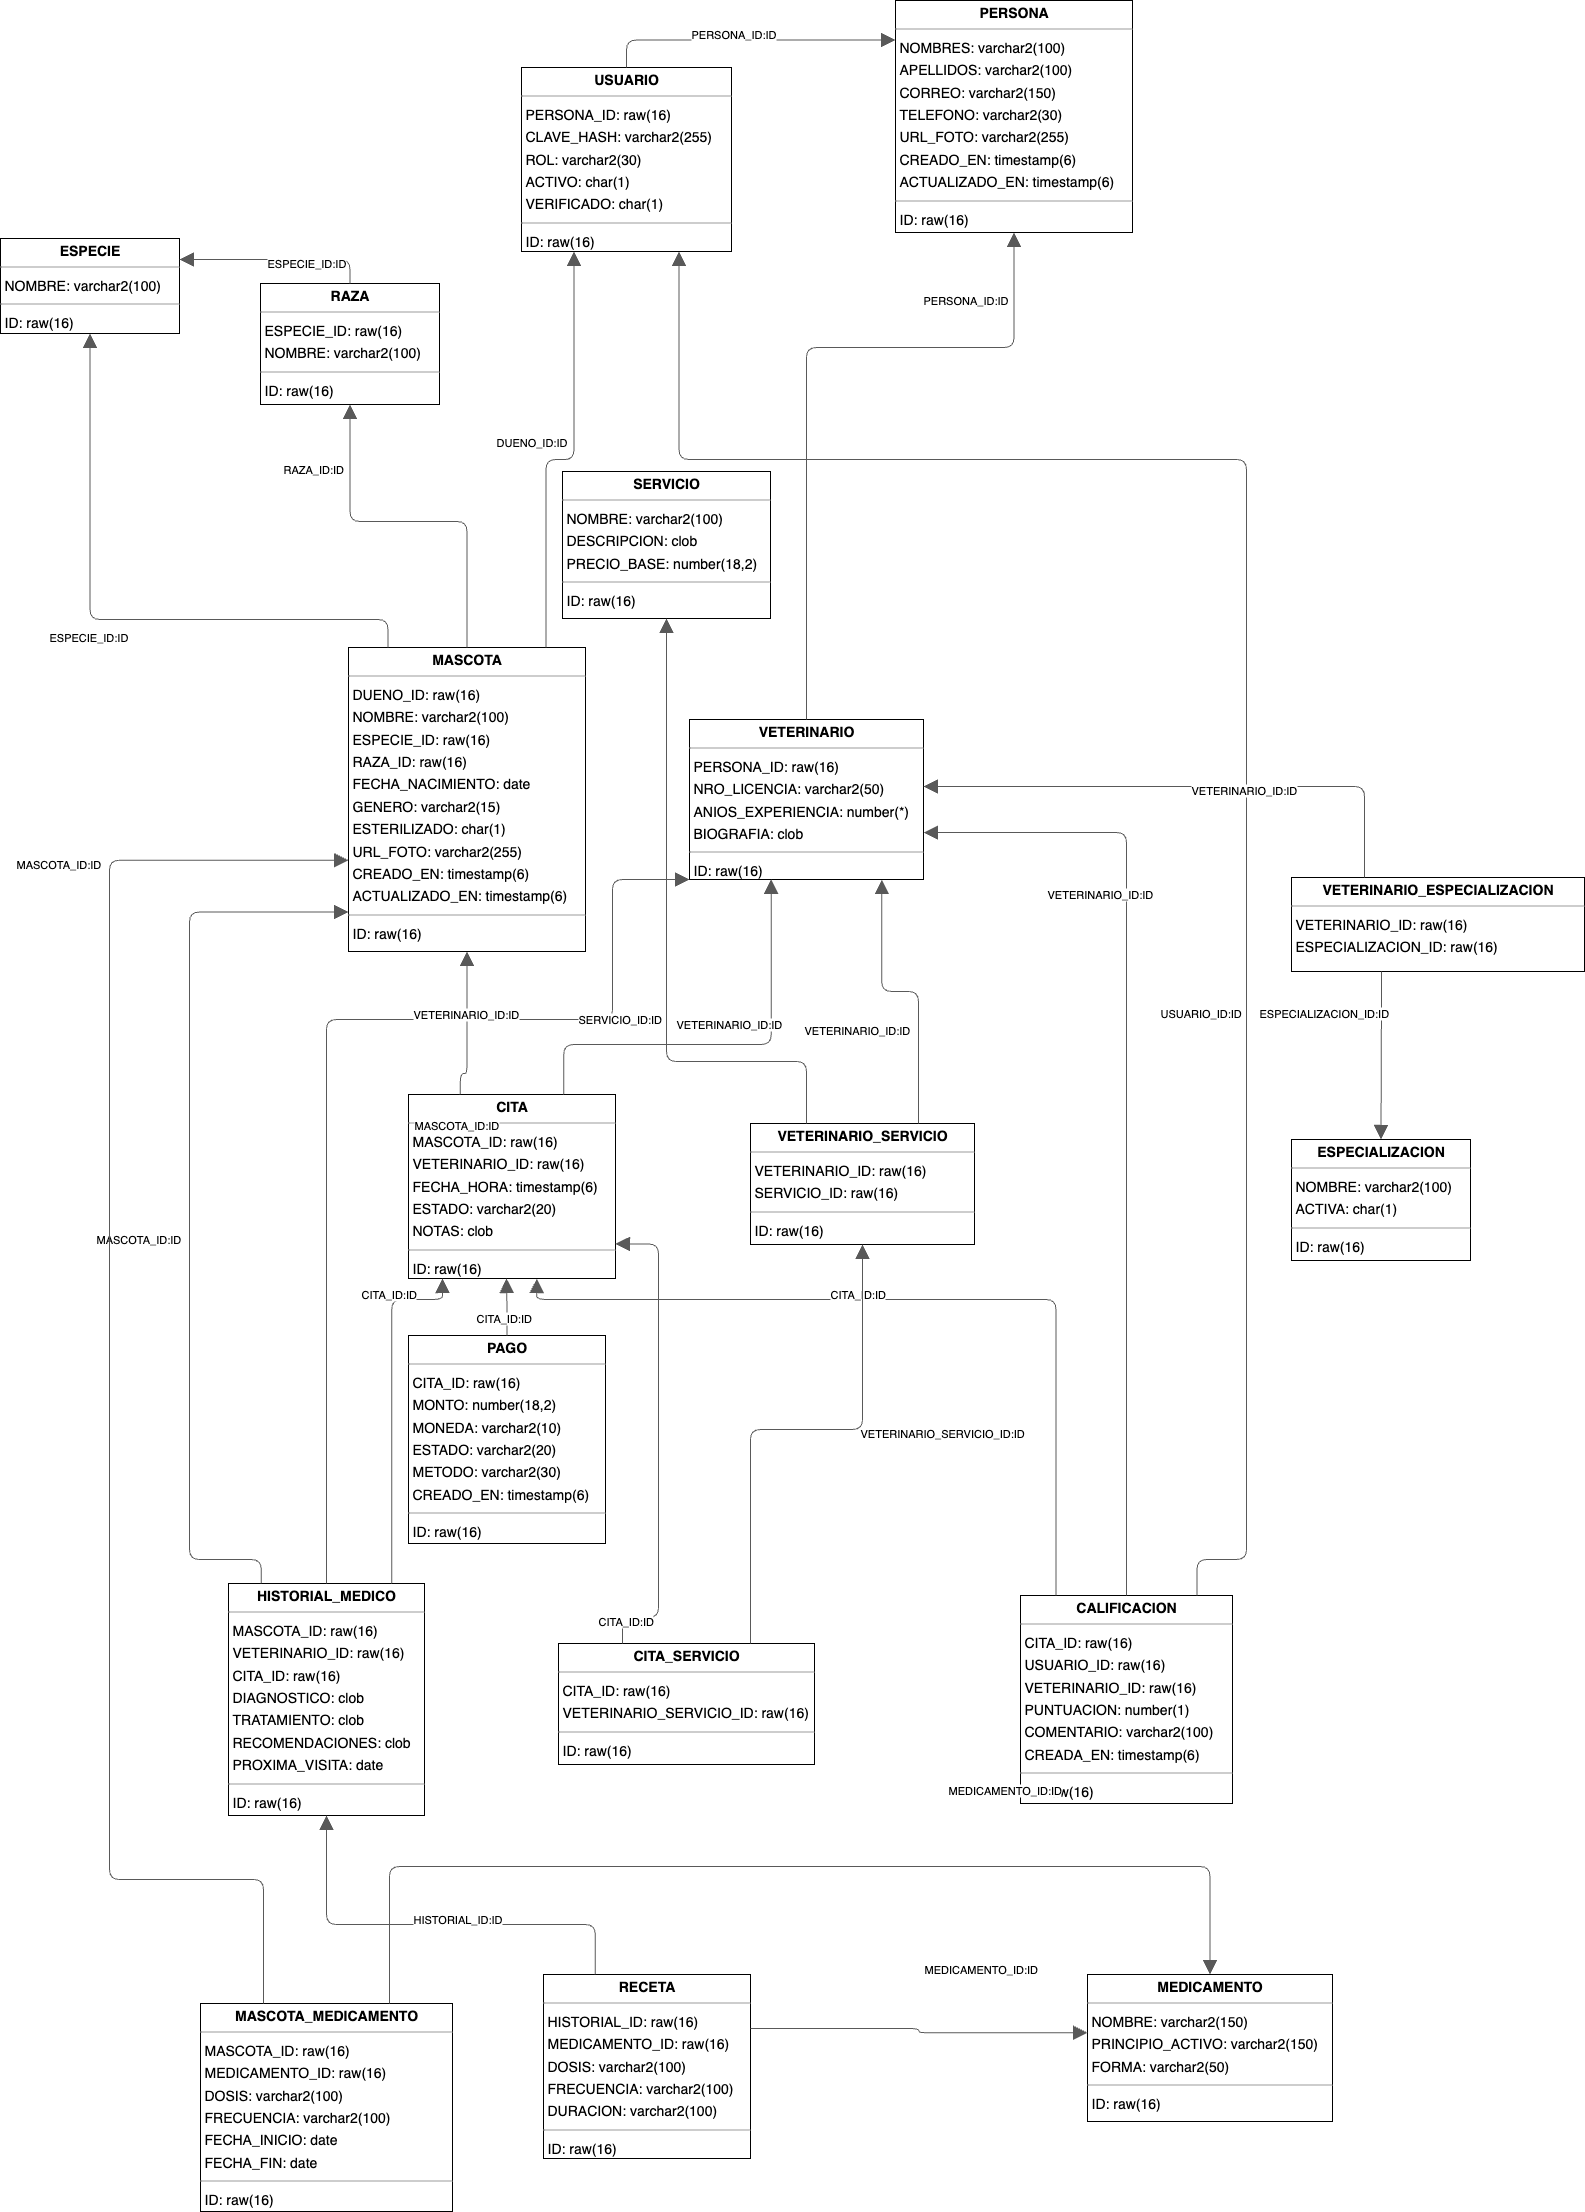 PERSONA
NOMBRES: varchar2(100)
APELLIDOS: varchar2(100)
CORREO: varchar2(150)
TELEFONO: varchar2(30)
URL_FOTO: varchar2(255)
CREADO_EN: timestamp(6)
ACTUALIZADO_EN: timestamp(6)
ID: raw(16)
PERSONA_ID:ID
USUARIO
PERSONA_ID: raw(16)
CLAVE_HASH: varchar2(255)
ROL: varchar2(30)
ACTIVO: char(1)
VERIFICADO: char(1)
ID: raw(16)
ESPECIE
NOMBRE: varchar2(100)
ID: raw(16)
ESPECIE_ID:ID
RAZA
ESPECIE_ID: raw(16)
NOMBRE: varchar2(100)
ID: raw(16)
PERSONA_ID:ID
DUENO_ID:ID
RAZA_ID:ID
SERVICIO
NOMBRE: varchar2(100)
DESCRIPCION: clob
PRECIO_BASE: number(18,2)
ID: raw(16)
ESPECIE_ID:ID
MASCOTA
DUENO_ID: raw(16)
NOMBRE: varchar2(100)
ESPECIE_ID: raw(16)
RAZA_ID: raw(16)
FECHA_NACIMIENTO: date
GENERO: varchar2(15)
ESTERILIZADO: char(1)
URL_FOTO: varchar2(255)
CREADO_EN: timestamp(6)
ACTUALIZADO_EN: timestamp(6)
ID: raw(16)
VETERINARIO
PERSONA_ID: raw(16)
NRO_LICENCIA: varchar2(50)
ANIOS_EXPERIENCIA: number(*)
BIOGRAFIA: clob
ID: raw(16)
VETERINARIO_ID:ID
MASCOTA_ID:ID
VETERINARIO_ID:ID
VETERINARIO_ESPECIALIZACION
VETERINARIO_ID: raw(16)
ESPECIALIZACION_ID: raw(16)
VETERINARIO_ID:ID
SERVICIO_ID:ID
VETERINARIO_ID:ID
VETERINARIO_ID:ID
USUARIO_ID:ID
ESPECIALIZACION_ID:ID
CITA
MASCOTA_ID:ID
MASCOTA_ID: raw(16)
VETERINARIO_ID: raw(16)
FECHA_HORA: timestamp(6)
ESTADO: varchar2(20)
NOTAS: clob
ID: raw(16)
VETERINARIO_SERVICIO
VETERINARIO_ID: raw(16)
SERVICIO_ID: raw(16)
ID: raw(16)
ESPECIALIZACION
NOMBRE: varchar2(100)
ACTIVA: char(1)
ID: raw(16)
MASCOTA_ID:ID
CITA_ID:ID
CITA_ID:ID
CITA_ID:ID
PAGO
CITA_ID: raw(16)
MONTO: number(18,2)
MONEDA: varchar2(10)
ESTADO: varchar2(20)
METODO: varchar2(30)
CREADO_EN: timestamp(6)
ID: raw(16)
VETERINARIO_SERVICIO_ID:ID
HISTORIAL_MEDICO
MASCOTA_ID: raw(16)
VETERINARIO_ID: raw(16)
CITA_ID: raw(16)
DIAGNOSTICO: clob
TRATAMIENTO: clob
RECOMENDACIONES: clob
PROXIMA_VISITA: date
ID: raw(16)
CITA_ID:ID
CITA_SERVICIO
CITA_ID: raw(16)
VETERINARIO_SERVICIO_ID: raw(16)
ID: raw(16)
CALIFICACION
CITA_ID: raw(16)
USUARIO_ID: raw(16)
VETERINARIO_ID: raw(16)
PUNTUACION: number(1)
COMENTARIO: varchar2(100)
CREADA_EN: timestamp(6)
MEDICAMENTO_ID:ID w(16)
HISTORIAL_ID:ID
MEDICAMENTO_ID:ID
MASCOTA_MEDICAMENTO
MASCOTA_ID: raw(16)
MEDICAMENTO_ID: raw(16)
DOSIS: varchar2(100)
FRECUENCIA: varchar2(100)
FECHA_INICIO: date
FECHA_FIN: date
ID: raw(16)
RECETA
HISTORIAL_ID: raw(16)
MEDICAMENTO_ID: raw(16)
DOSIS: varchar2(100)
FRECUENCIA: varchar2(100)
DURACION: varchar2(100)
ID: raw(16)
MEDICAMENTO
NOMBRE: varchar2(150)
PRINCIPIO_ACTIVO: varchar2(150)
FORMA: varchar2(50)
ID: raw(16)